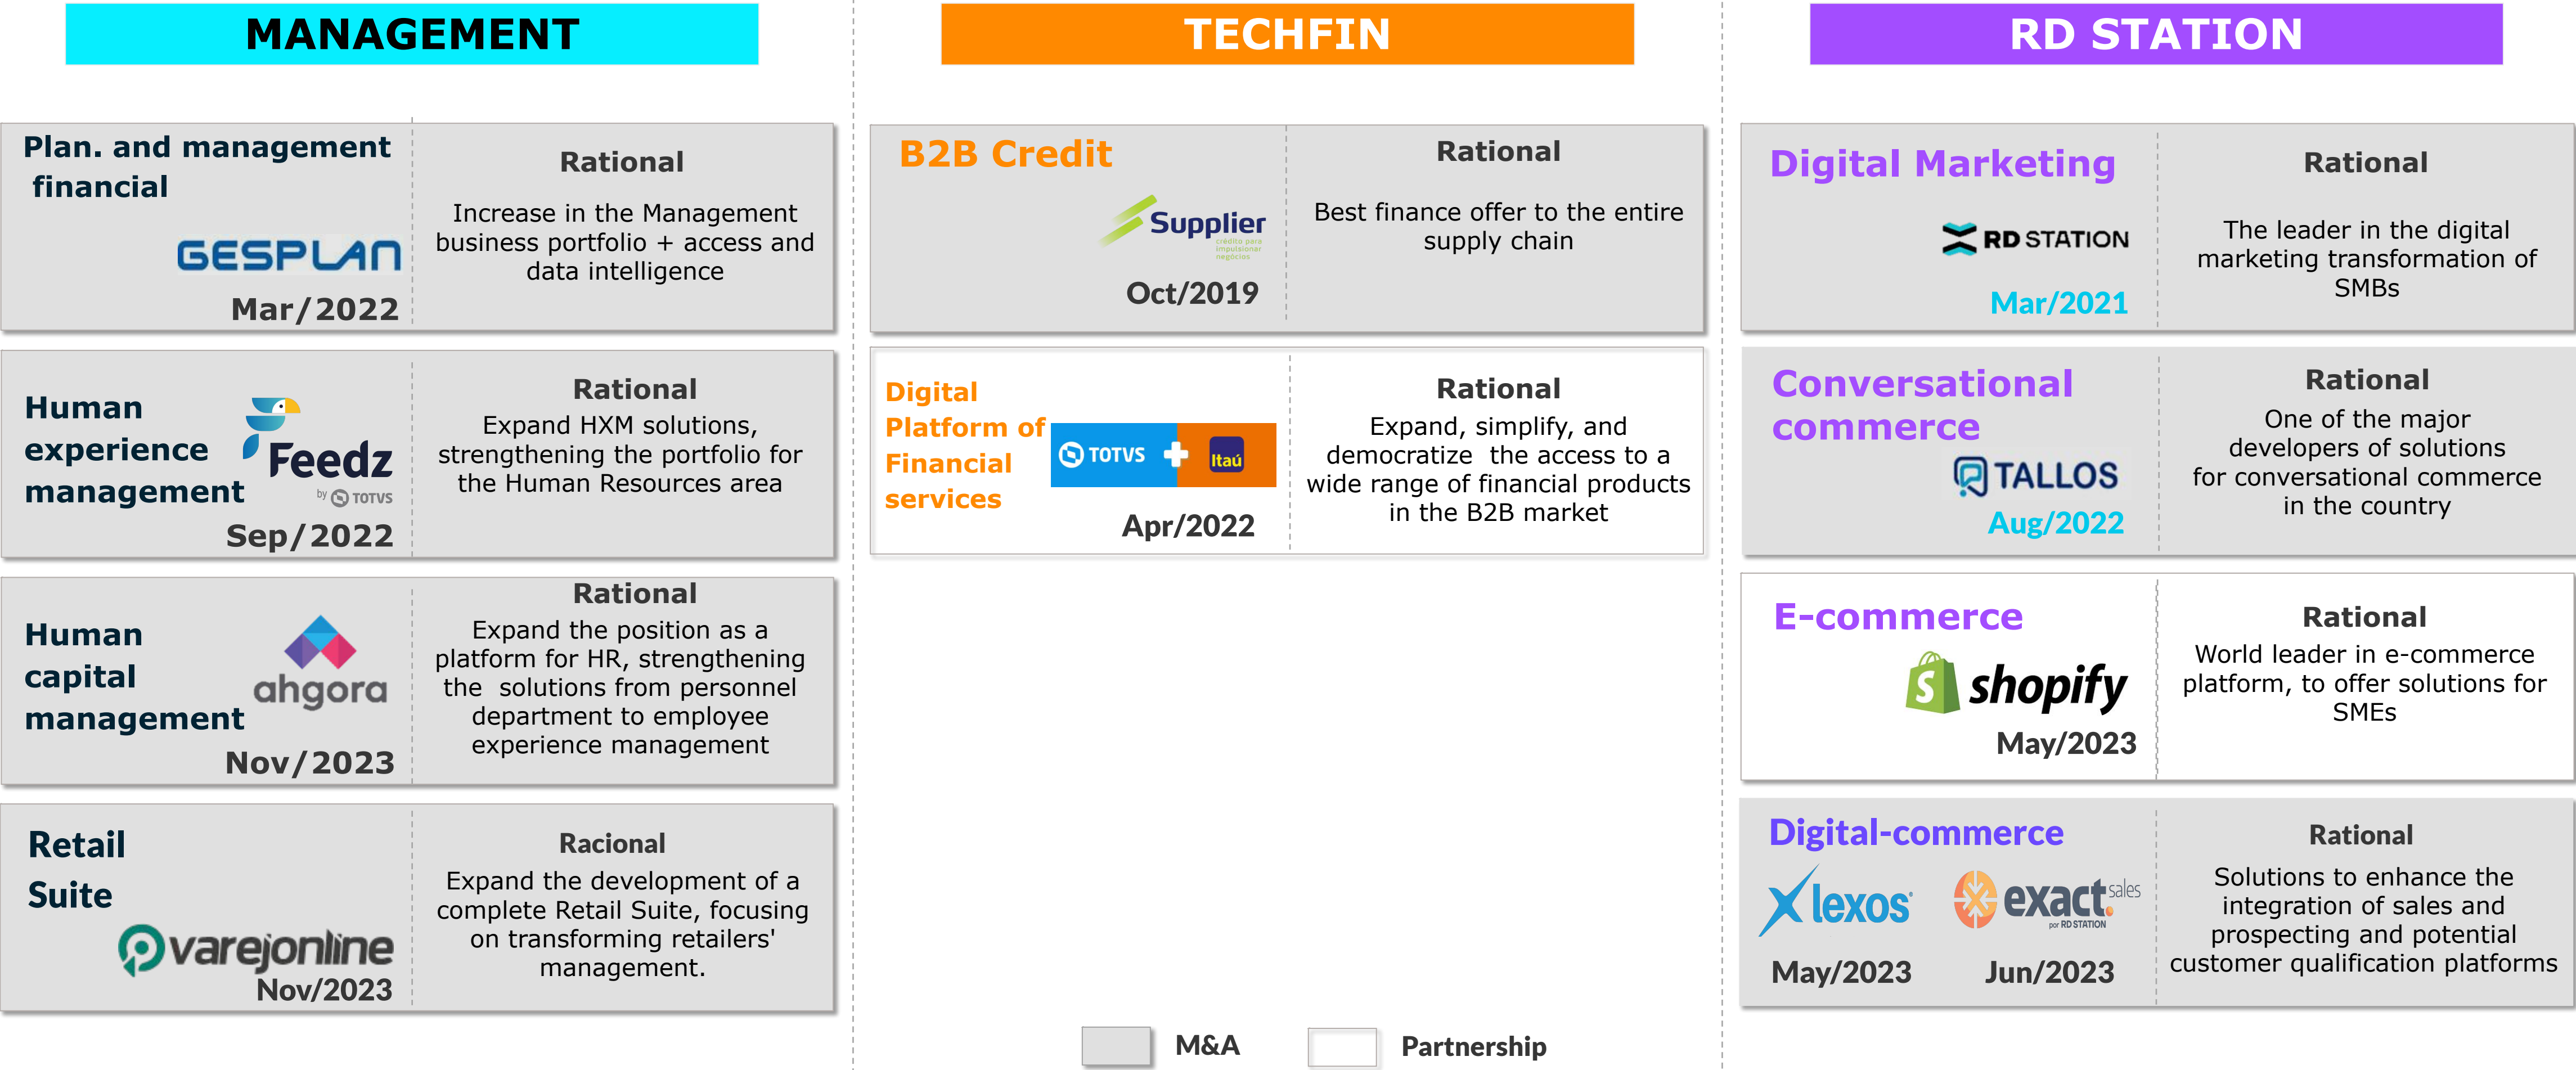 MANAGEMENT
Plan. and management
financial
GESPLAN
Mar/2022
Rational
Increase in the Management
business portfolio + access and
data intelligence
Human
experience
management
Feedz
by TOTVS
Sep/2022
Rational
Expand HXM solutions,
strengthening the portfolio for
the Human Resources area
Human
capital
management
ahgora
Nov/2023
Rational
Expand the position as a
platform for HR, strengthening
the solutions from personnel
department to employee
experience management
Retail
Suite
varejonline
Nov/2023
Racional
Expand the development of a
complete Retail Suite, focusing
on transforming retailers'
management.
TECHFIN
B2B Credit
Supplier
crédito para
impulsionar
negócios
Oct/2019
Rational
Best finance offer to the entire
supply chain
Digital
Platform of
Financial
services
TOTVS + Itaú
Apr/2022
Rational
Expand, simplify, and
democratize the access to a
wide range of financial products
in the B2B market
M&A
Partnership
RD STATION
Digital Marketing
RD STATION
Mar/2021
Rational
The leader in the digital
marketing transformation of
SMBs
Conversational
commerce
TALLOS
Aug/2022
Rational
One of the major
developers of solutions
for conversational commerce
in the country
E-commerce
shopify
May/2023
Rational
World leader in e-commerce
platform, to offer solutions for
SMEs
Digital-commerce
lexos
May/2023
exact sales
por RD STATION
Jun/2023
Rational
Solutions to enhance the
integration of sales and
prospecting and potential
customer qualification platforms